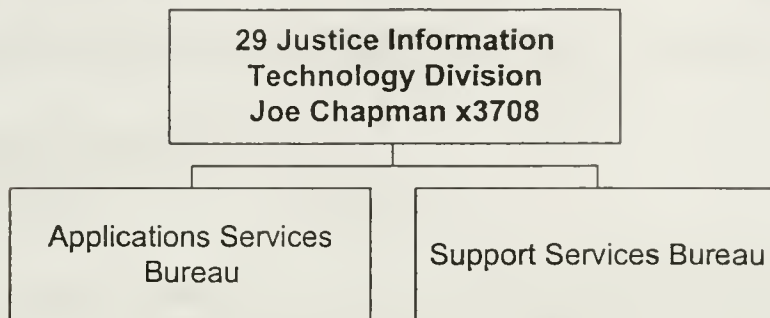 29 Justice Information
Technology Division
Joe Chapman x3708
Applications Services
Bureau
Support Services Bureau